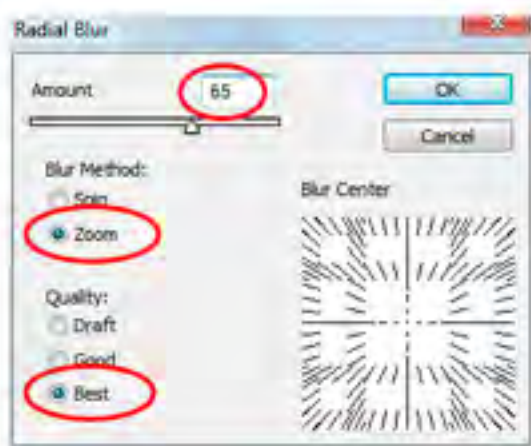 Radial Blur
Amount 65
OK
Cancel
Blur Method:
Spin
Zoom
Blur Center
Quality:
Draft
Good
Best